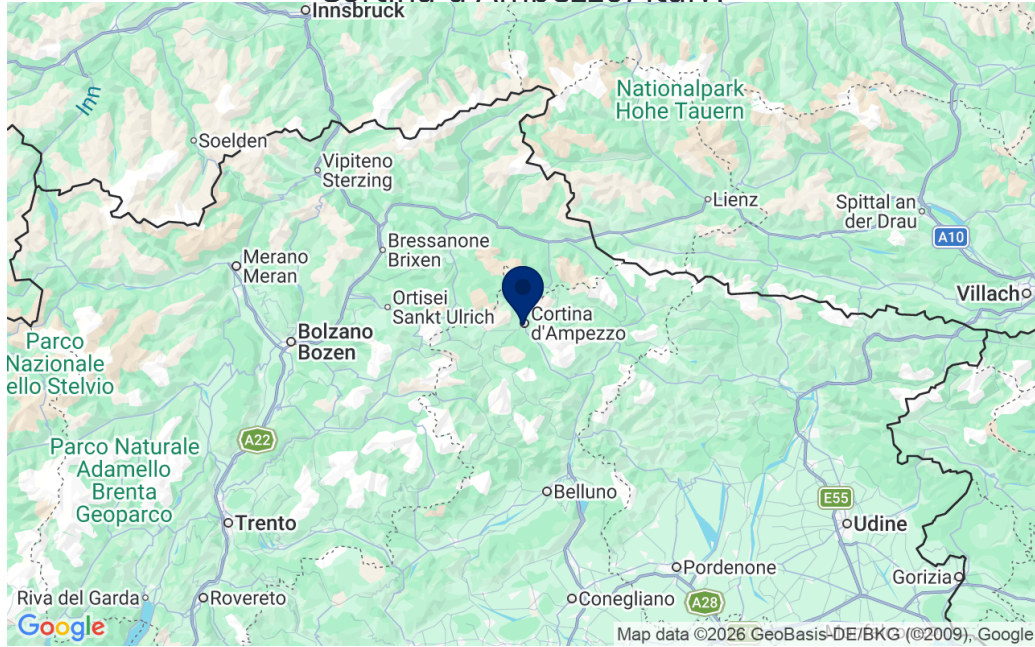 Cortina d'Ampezzo, Italy
Innsbruck
Inn
Nationalpark
Hohe Tauern
Soelden
Vipiteno
Sterzing
Lienz
Spittal an
der Drau
A10
Bressanone
Brixen
Merano
Meran
Villach
Ortisei
Sankt Ulrich
Cortina
d'Ampezzo
Bolzano
Bozen
Parco
Nazionale
ello Stelvio
A22
Parco Naturale
Adamello
Brenta
Geoparco
Belluno
E55
Trento
Udine
Pordenone
Gorizia
Riva del Garda
Rovereto
Conegliano
A28
Google
Map data ©2026 GeoBasis-DE/BKG (©2009), Google